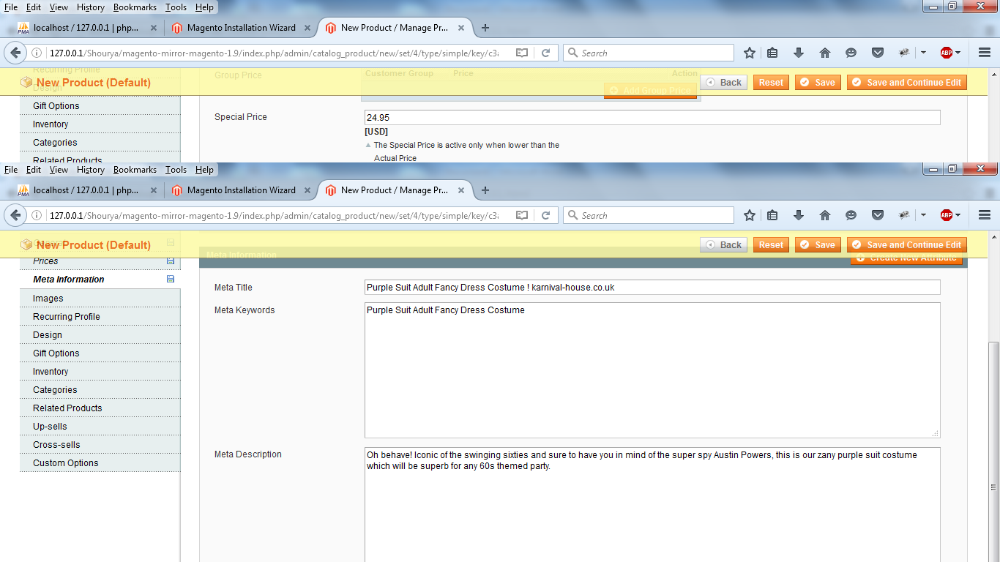 File Edit View History Bookmarks Tools Help
localhost / 127.0.0.1 | php... × Magento Installation Wizard × New Product / Manage Pr... × +
127.0.0.1/Shourya/magento-mirror-magento-1.9/index.php/admin/catalog_product/new/set/4/type/simple/key/c3 Search ABP
Recurring Profile
Group Price Customer Group Price Action
New Product (Default) Back Reset Save Save and Continue Edit
Design
Add Group Price
Gift Options
Inventory
Categories
Related Products
Special Price 24.95
[USD]
The Special Price is active only when lower than the
Actual Price
File Edit View History Bookmarks Tools Help
localhost / 127.0.0.1 | php... × Magento Installation Wizard × New Product / Manage Pr... × +
127.0.0.1/Shourya/magento-mirror-magento-1.9/index.php/admin/catalog_product/new/set/4/type/simple/key/c3 Search ABP
New Product (Default) Back Reset Save Save and Continue Edit
Meta Information Create New Attribute
Prices
Meta Information
Images
Recurring Profile
Design
Gift Options
Inventory
Categories
Related Products
Up-sells
Cross-sells
Custom Options
Meta Title Purple Suit Adult Fancy Dress Costume ! karnival-house.co.uk
Meta Keywords Purple Suit Adult Fancy Dress Costume
Meta Description Oh behave! Iconic of the swinging sixties and sure to have you in mind of the super spy Austin Powers, this is our zany purple suit costume
which will be superb for any 60s themed party.